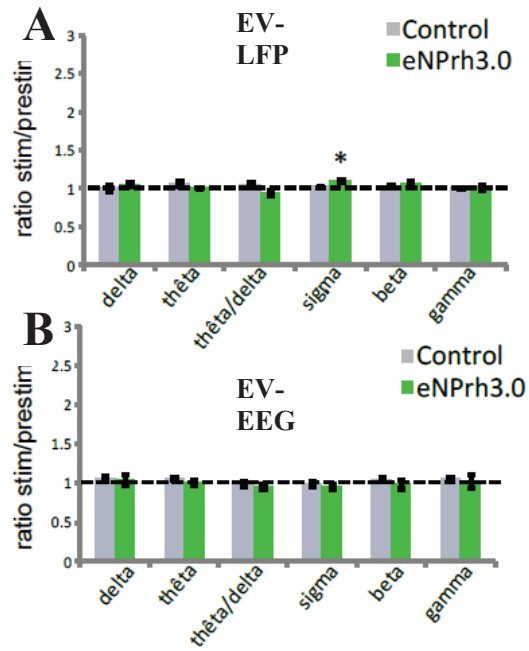 A
EV-
LFP
Control
eNPrh3.0
ratio stim/prestim
3
2.5
2
1.5
1
0.5
0
*
delta
thêta
thêta/delta
sigma
beta
gamma
B
EV-
EEG
Control
eNPrh3.0
ratio stim/prestim
3
2.5
2
1.5
1
0.5
0
delta
thêta
thêta/delta
sigma
beta
gamma